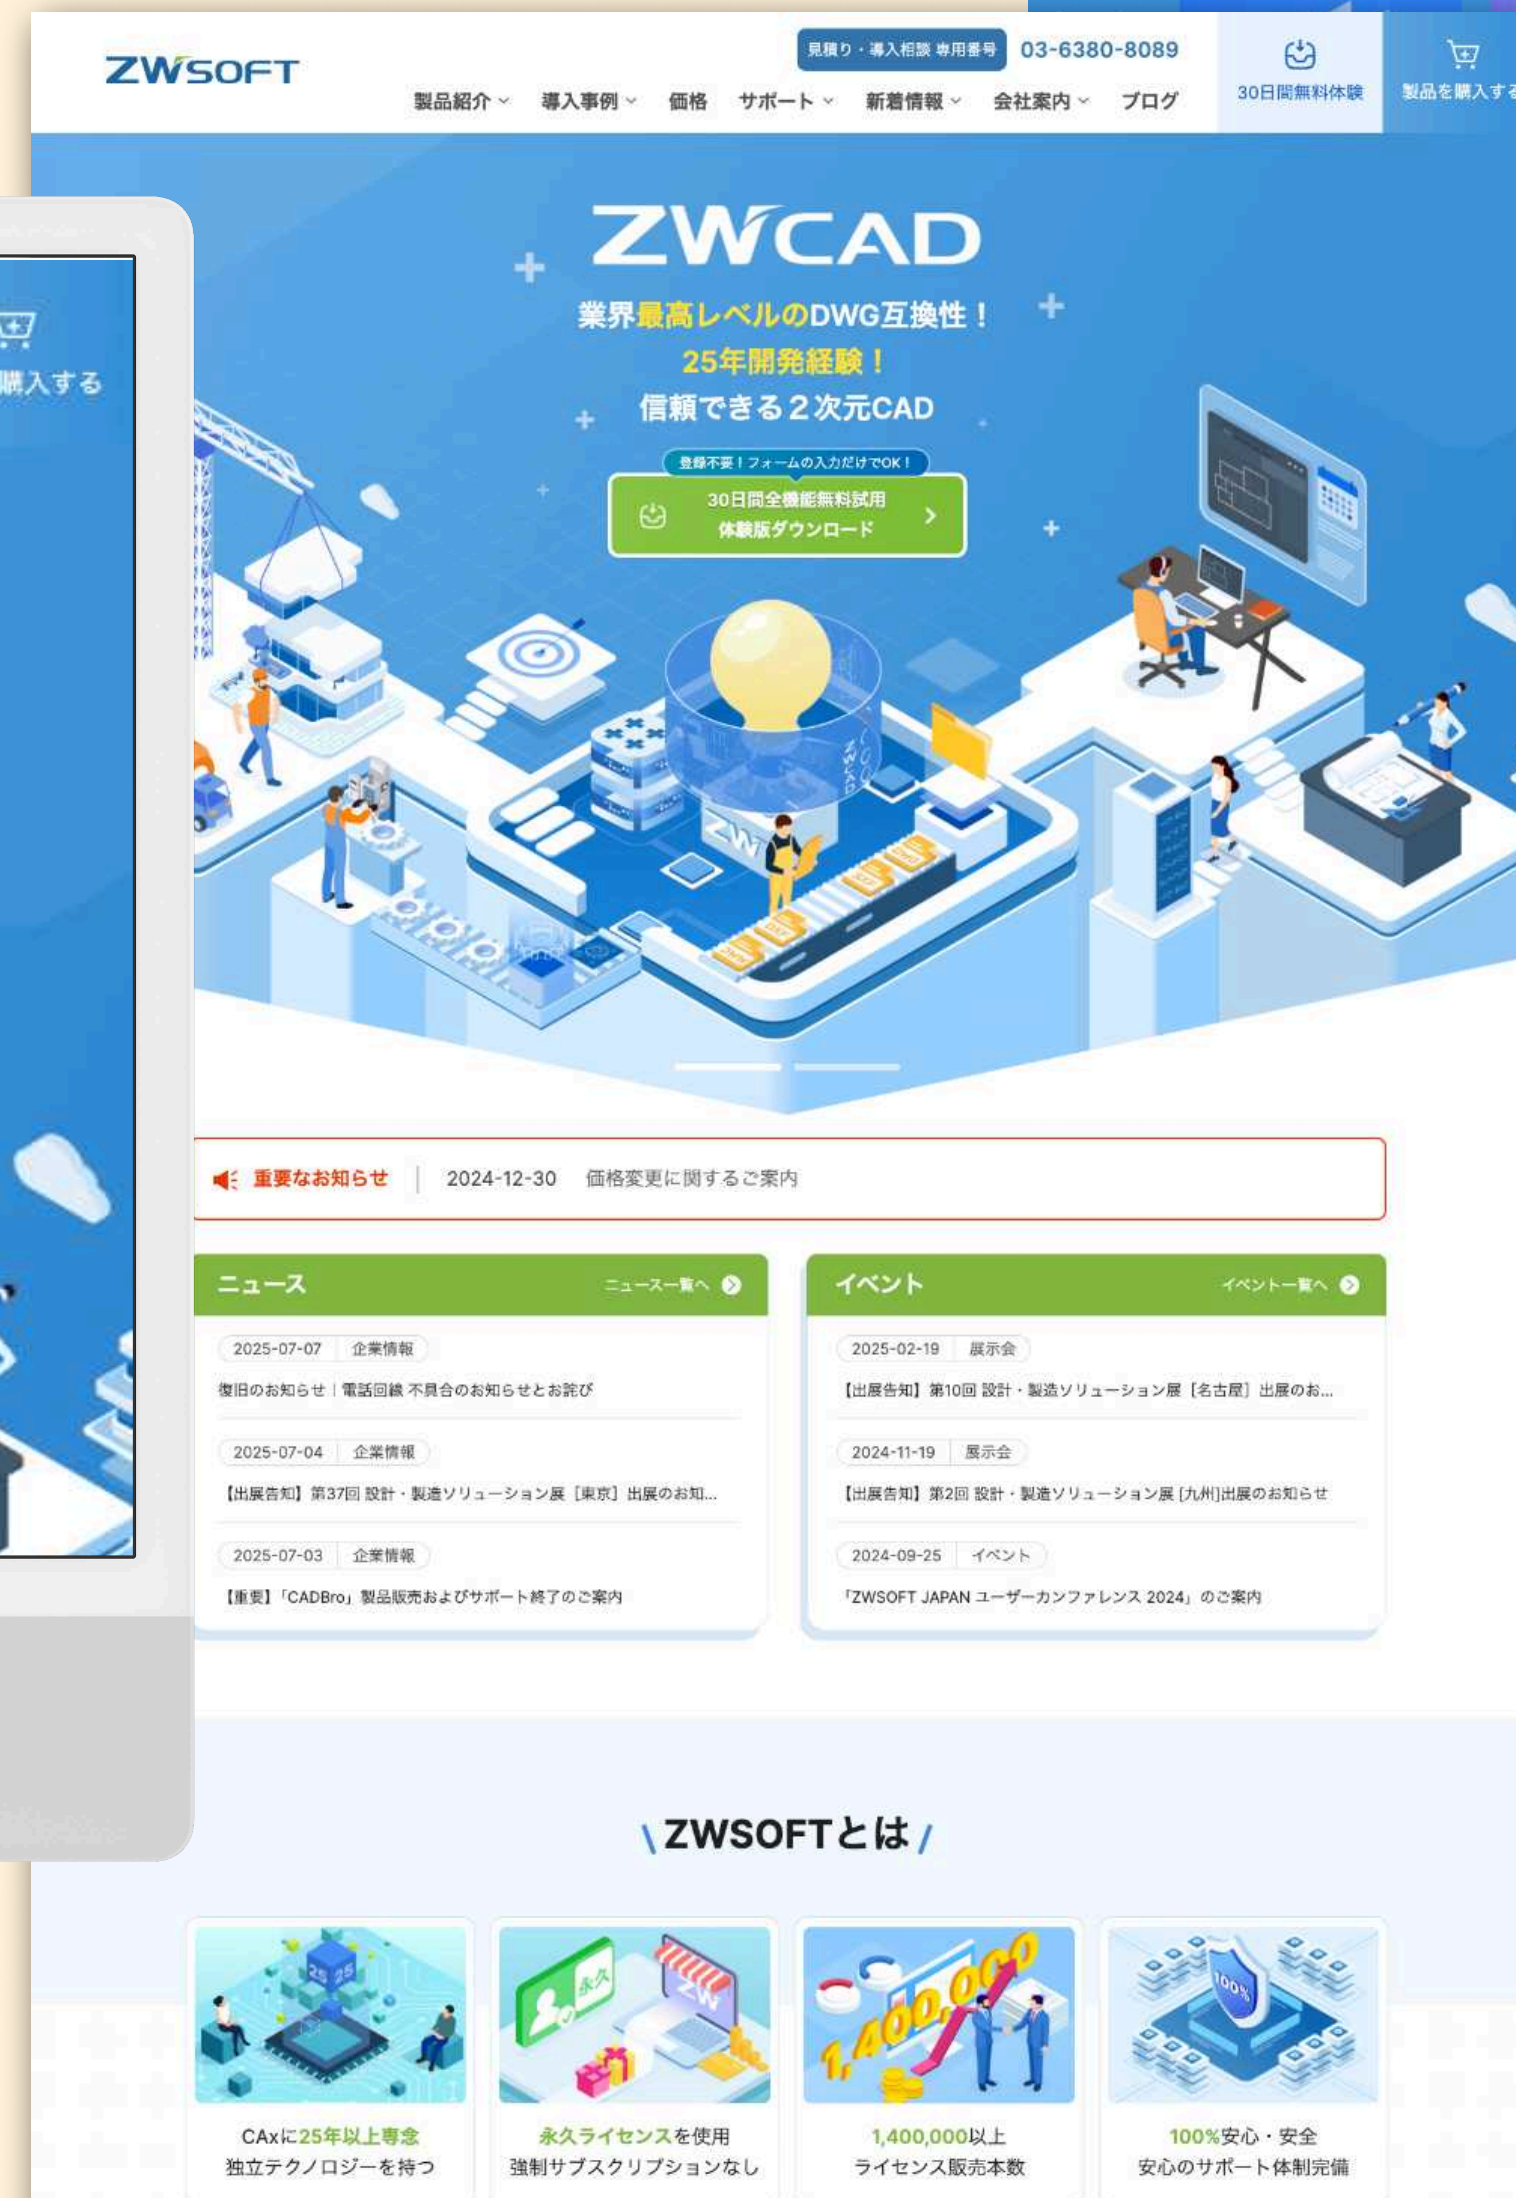 ZWSOFT
見積り・導入相談 専用番号
03-6380-8089
製品紹介
導入事例
価格
サポート
新着情報
会社案内
ブログ
30日間無料体験
製品を購入する
購入する
ZWCAD
業界最高レベルのDWG互換性！
25年開発経験！
信頼できる２次元CAD
登録不要！フォームの入力だけでOK！
30日間全機能無料試用
体験版ダウンロード
ZWCAD
ZW
重要なお知らせ
2024-12-30 価格変更に関するご案内
ニュース
ニュース一覧へ
2025-07-07 企業情報
復旧のお知らせ｜電話回線 不具合のお知らせとお詫び
2025-07-04 企業情報
【出展告知】第37回 設計・製造ソリューション展［東京］出展のお知...
2025-07-03 企業情報
【重要】「CADBro」製品販売およびサポート終了のご案内
イベント
イベント一覧へ
2025-02-19 展示会
【出展告知】第10回 設計・製造ソリューション展［名古屋］出展のお...
2024-11-19 展示会
【出展告知】第2回 設計・製造ソリューション展 [九州]出展のお知らせ
2024-09-25 イベント
「ZWSOFT JAPAN ユーザーカンファレンス 2024」のご案内
\ ZWSOFTとは /
25 25
CAxに25年以上専念
独立テクノロジーを持つ
永久
ZW
永久ライセンスを使用
強制サブスクリプションなし
1,400,000
1,400,000以上
ライセンス販売本数
100%
100%安心・安全
安心のサポート体制完備